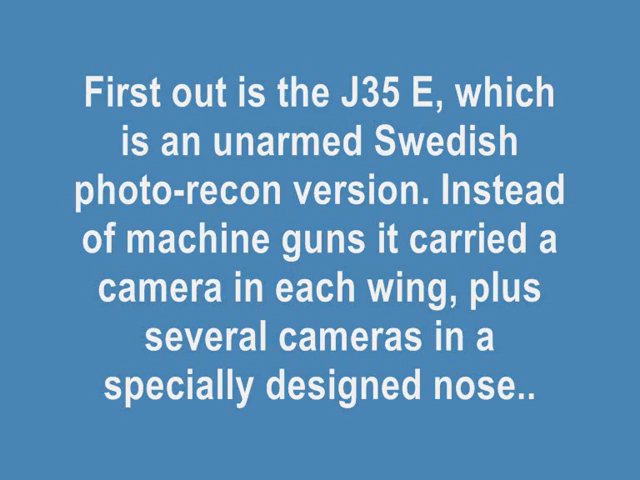 First out is the J35 E, which
is an unarmed Swedish
photo-recon version. Instead
of machine guns it carried a
camera in each wing, plus
several cameras in a
specially designed nose..